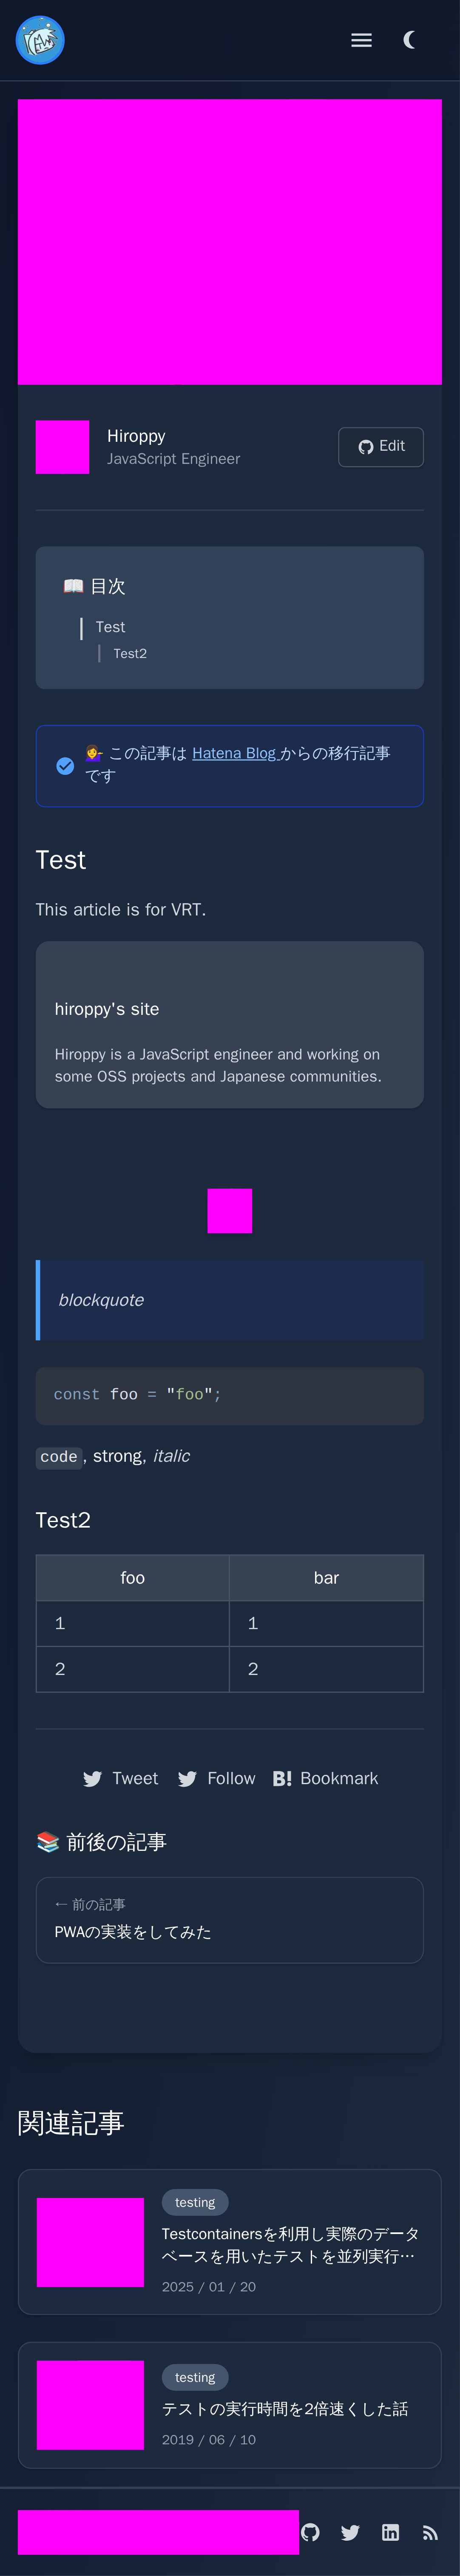 Hiroppy
JavaScript Engineer
Edit
📖 目次
Test
Test2
💁‍♀️ この記事は Hatena Blog からの移行記事
です
Test
This article is for VRT.
hiroppy's site
Hiroppy is a JavaScript engineer and working on
some OSS projects and Japanese communities.
blockquote
const foo = "foo";
code, strong, italic
Test2
foo bar
1 1
2 2
Tweet Follow B! Bookmark
📚 前後の記事
← 前の記事
PWAの実装をしてみた
関連記事
testing
Testcontainersを利用し実際のデータ
ベースを用いたテストを並列実行…
2025 / 01 / 20
testing
テストの実行時間を2倍速くした話
2019 / 06 / 10